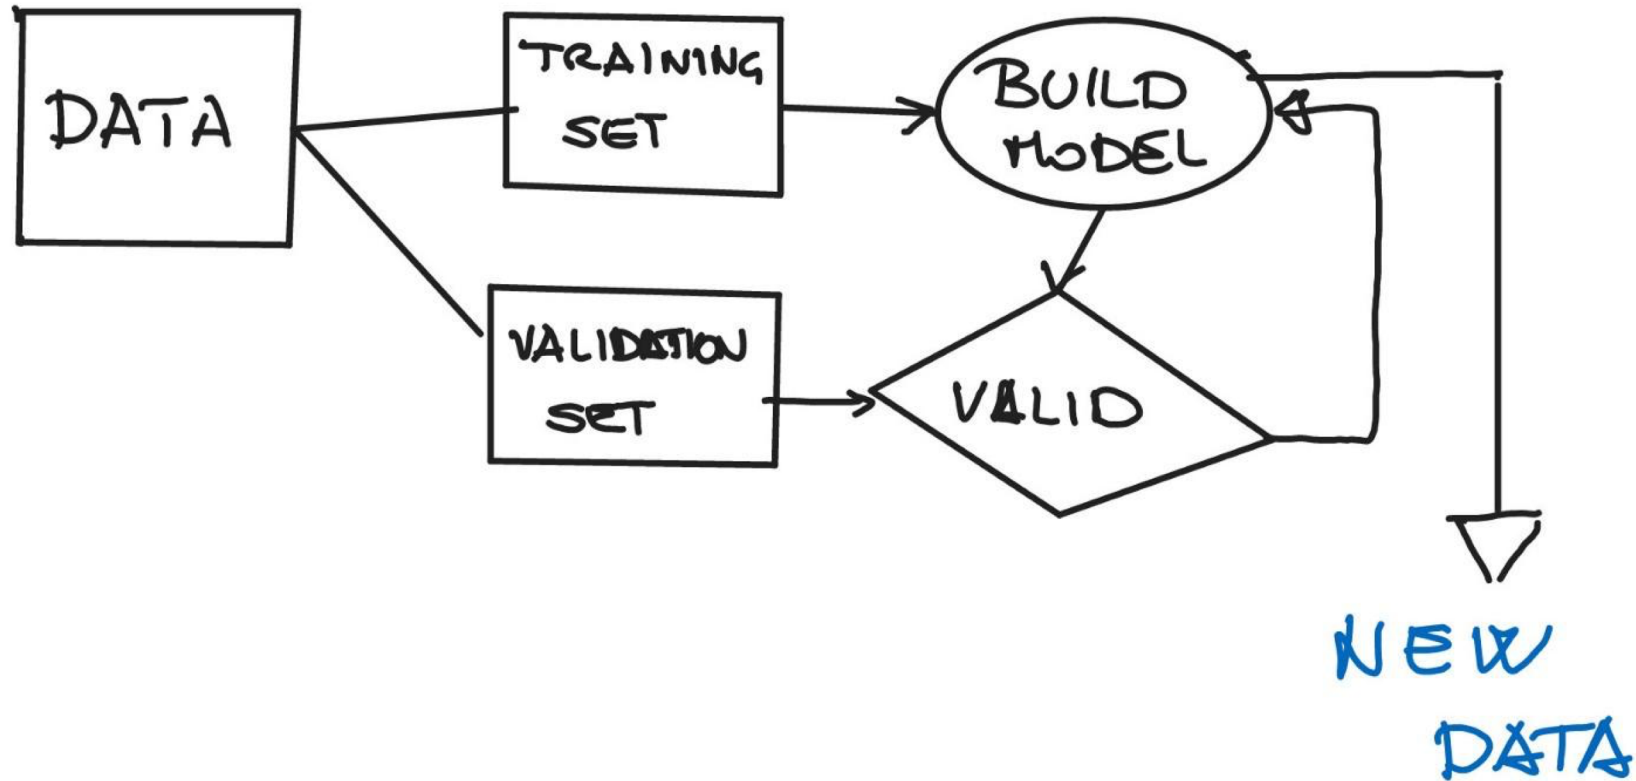 DATA
TRAINING
SET
BUILD
MODEL
VALIDATION
SET
VALID
NEW
DATA